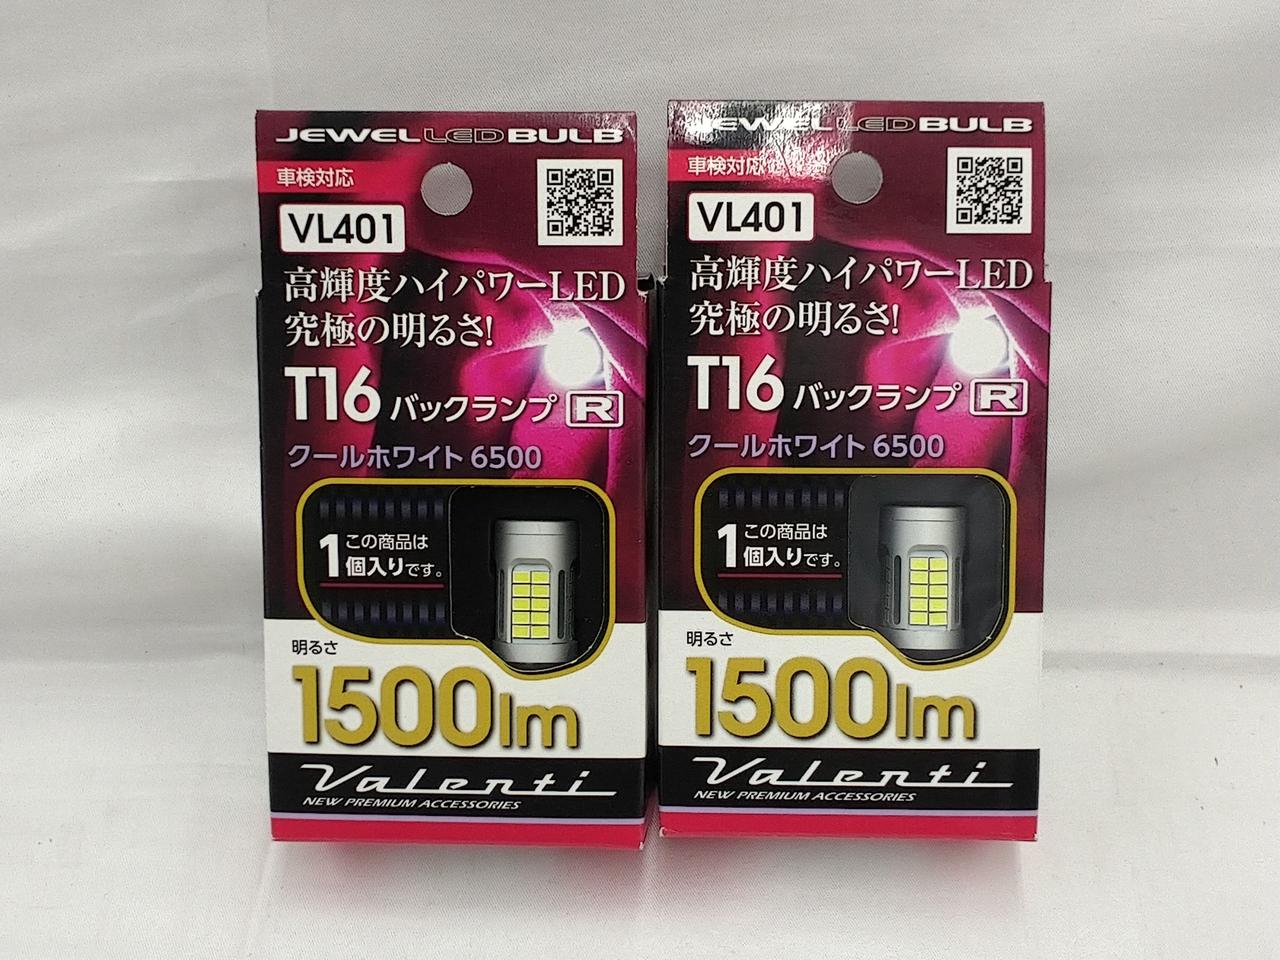 JEWEL LED BULB
車検対応
VL401
高輝度ハイパワーLED
究極の明るさ!
T16 バックランプ R
クールホワイト 6500
この商品は
1個入りです。
明るさ
1500lm
Valenti
NEW PREMIUM ACCESSORIES
JEWEL LED BULB
車検対応
VL401
高輝度ハイパワーLED
究極の明るさ!
T16 バックランプ R
クールホワイト 6500
この商品は
1個入りです。
明るさ
1500lm
Valenti
NEW PREMIUM ACCESSORIES